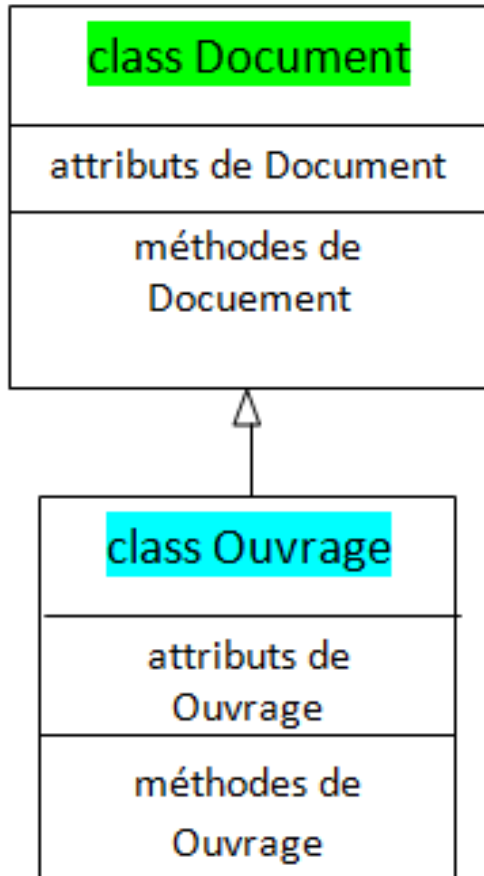 class Document
attributs de Document
méthodes de
Docuement
class Ouvrage
attributs de
Ouvrage
méthodes de
Ouvrage